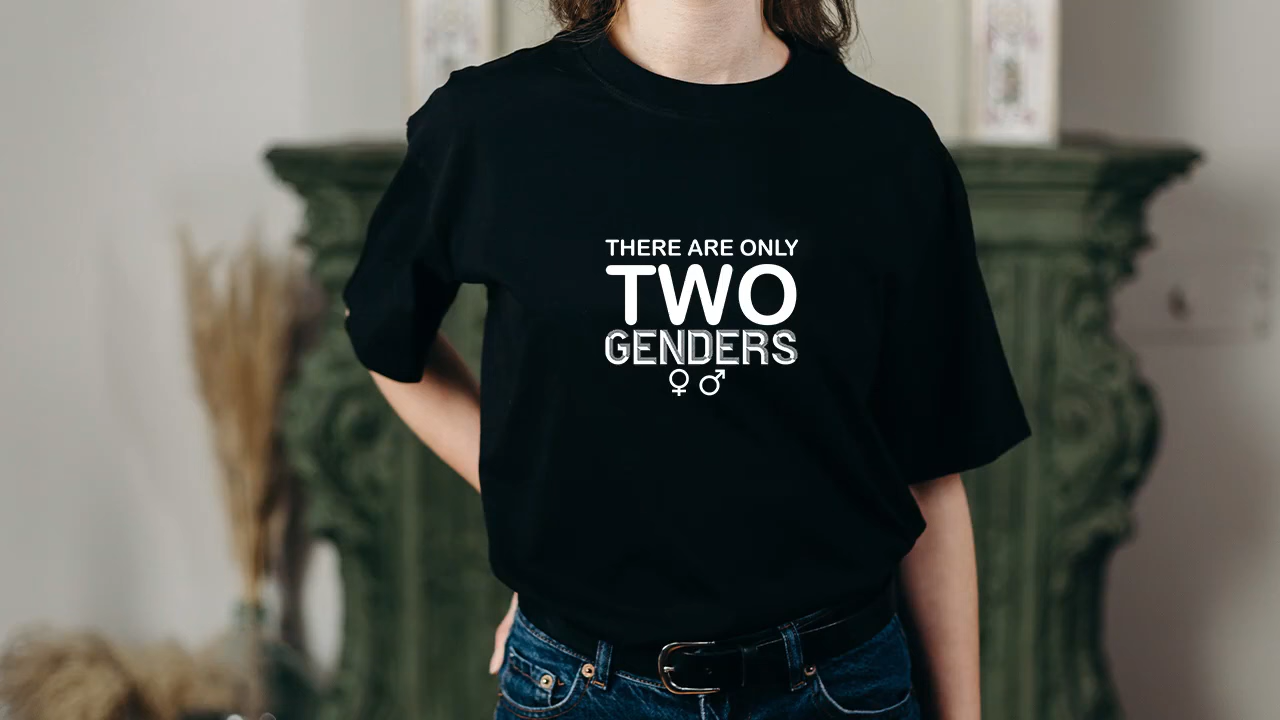 THERE ARE ONLY
TWO
GENDERS
♀ ♂